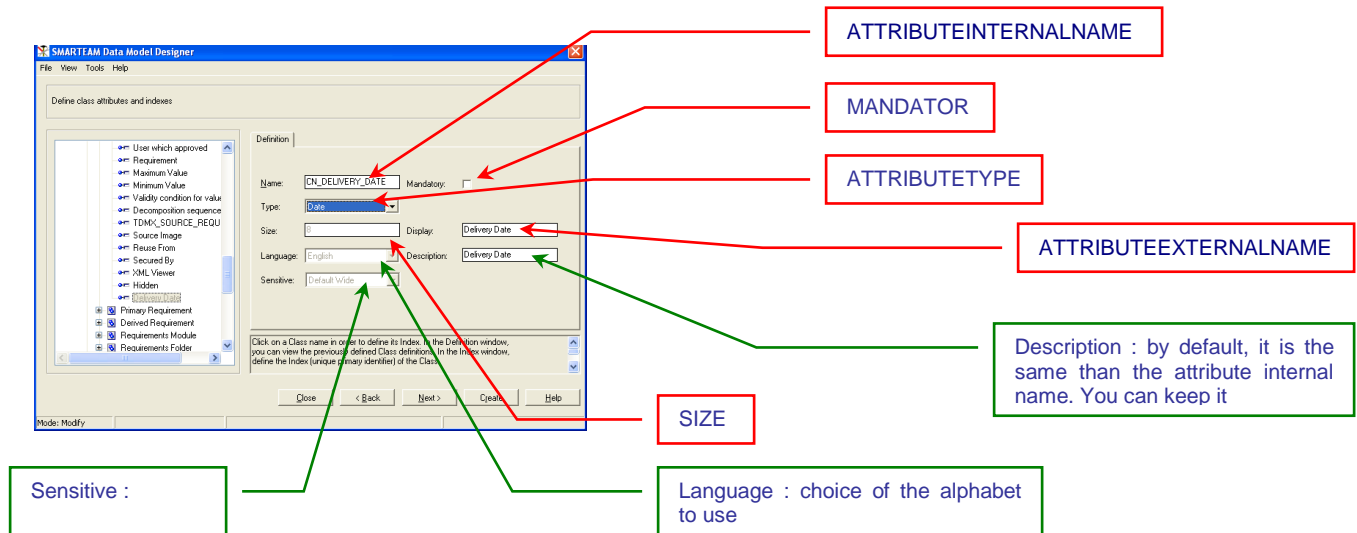 ATTRIBUTEINTERNALNAME
SMARTEAM Data Model Designer
File View Tools Help
Define class attributes and indexes
MANDATOR
User which approved
Requirement
Maximum Value
Minimum Value
Validity condition for value
Decomposition sequence
TDMX_SOURCE_REQU
Source Image
Reuse From
Secured By
XML Viewer
Hidden
Delivery Date
Primary Requirement
Derived Requirement
Requirements Module
Requirements Folder
Definition
Name: CN_DELIVERY_DATE Mandatory:
Type: Date
Size: 8 Display: Delivery Date
Language: English Description: Delivery Date
Sensitive: Default Wide
ATTRIBUTETYPE
ATTRIBUTEEXTERNALNAME
Click on a Class name in order to define its Index. In the Definition window,
you can view the previously defined Class definitions. In the Index window,
define the Index (unique primary identifier) of the Class
Close < Back Next > Create Help
Mode: Modify
Description : by default, it is the
same than the attribute internal
name. You can keep it
SIZE
Sensitive :
Language : choice of the alphabet
to use